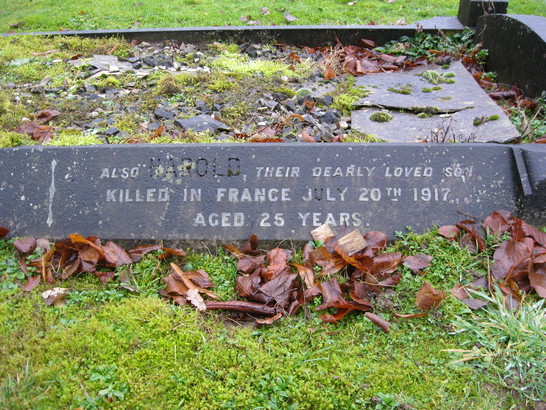 ALSO HAROLD, THEIR DEARLY LOVED SON
KILLED IN FRANCE JULY 20TH 1917,
AGED 25 YEARS.